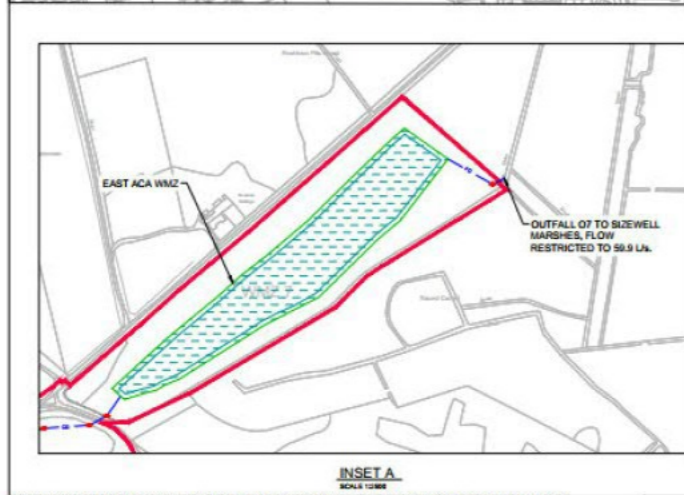 EAST ACA WMZ
OUTFALL O7 TO SIZEWELL
MARSHES, FLOW
RESTRICTED TO 59.9 L/s.
INSET A